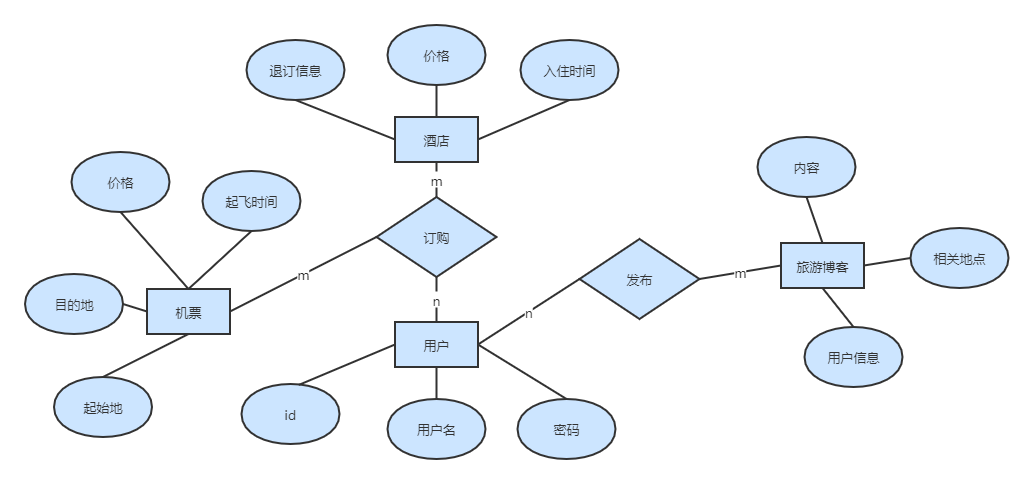 价格
退订信息
入住时间
酒店
内容
m
价格
起飞时间
订购
相关地点
旅游博客
m
m
发布
目的地
n
机票
n
用户
用户信息
起始地
id
用户名
密码